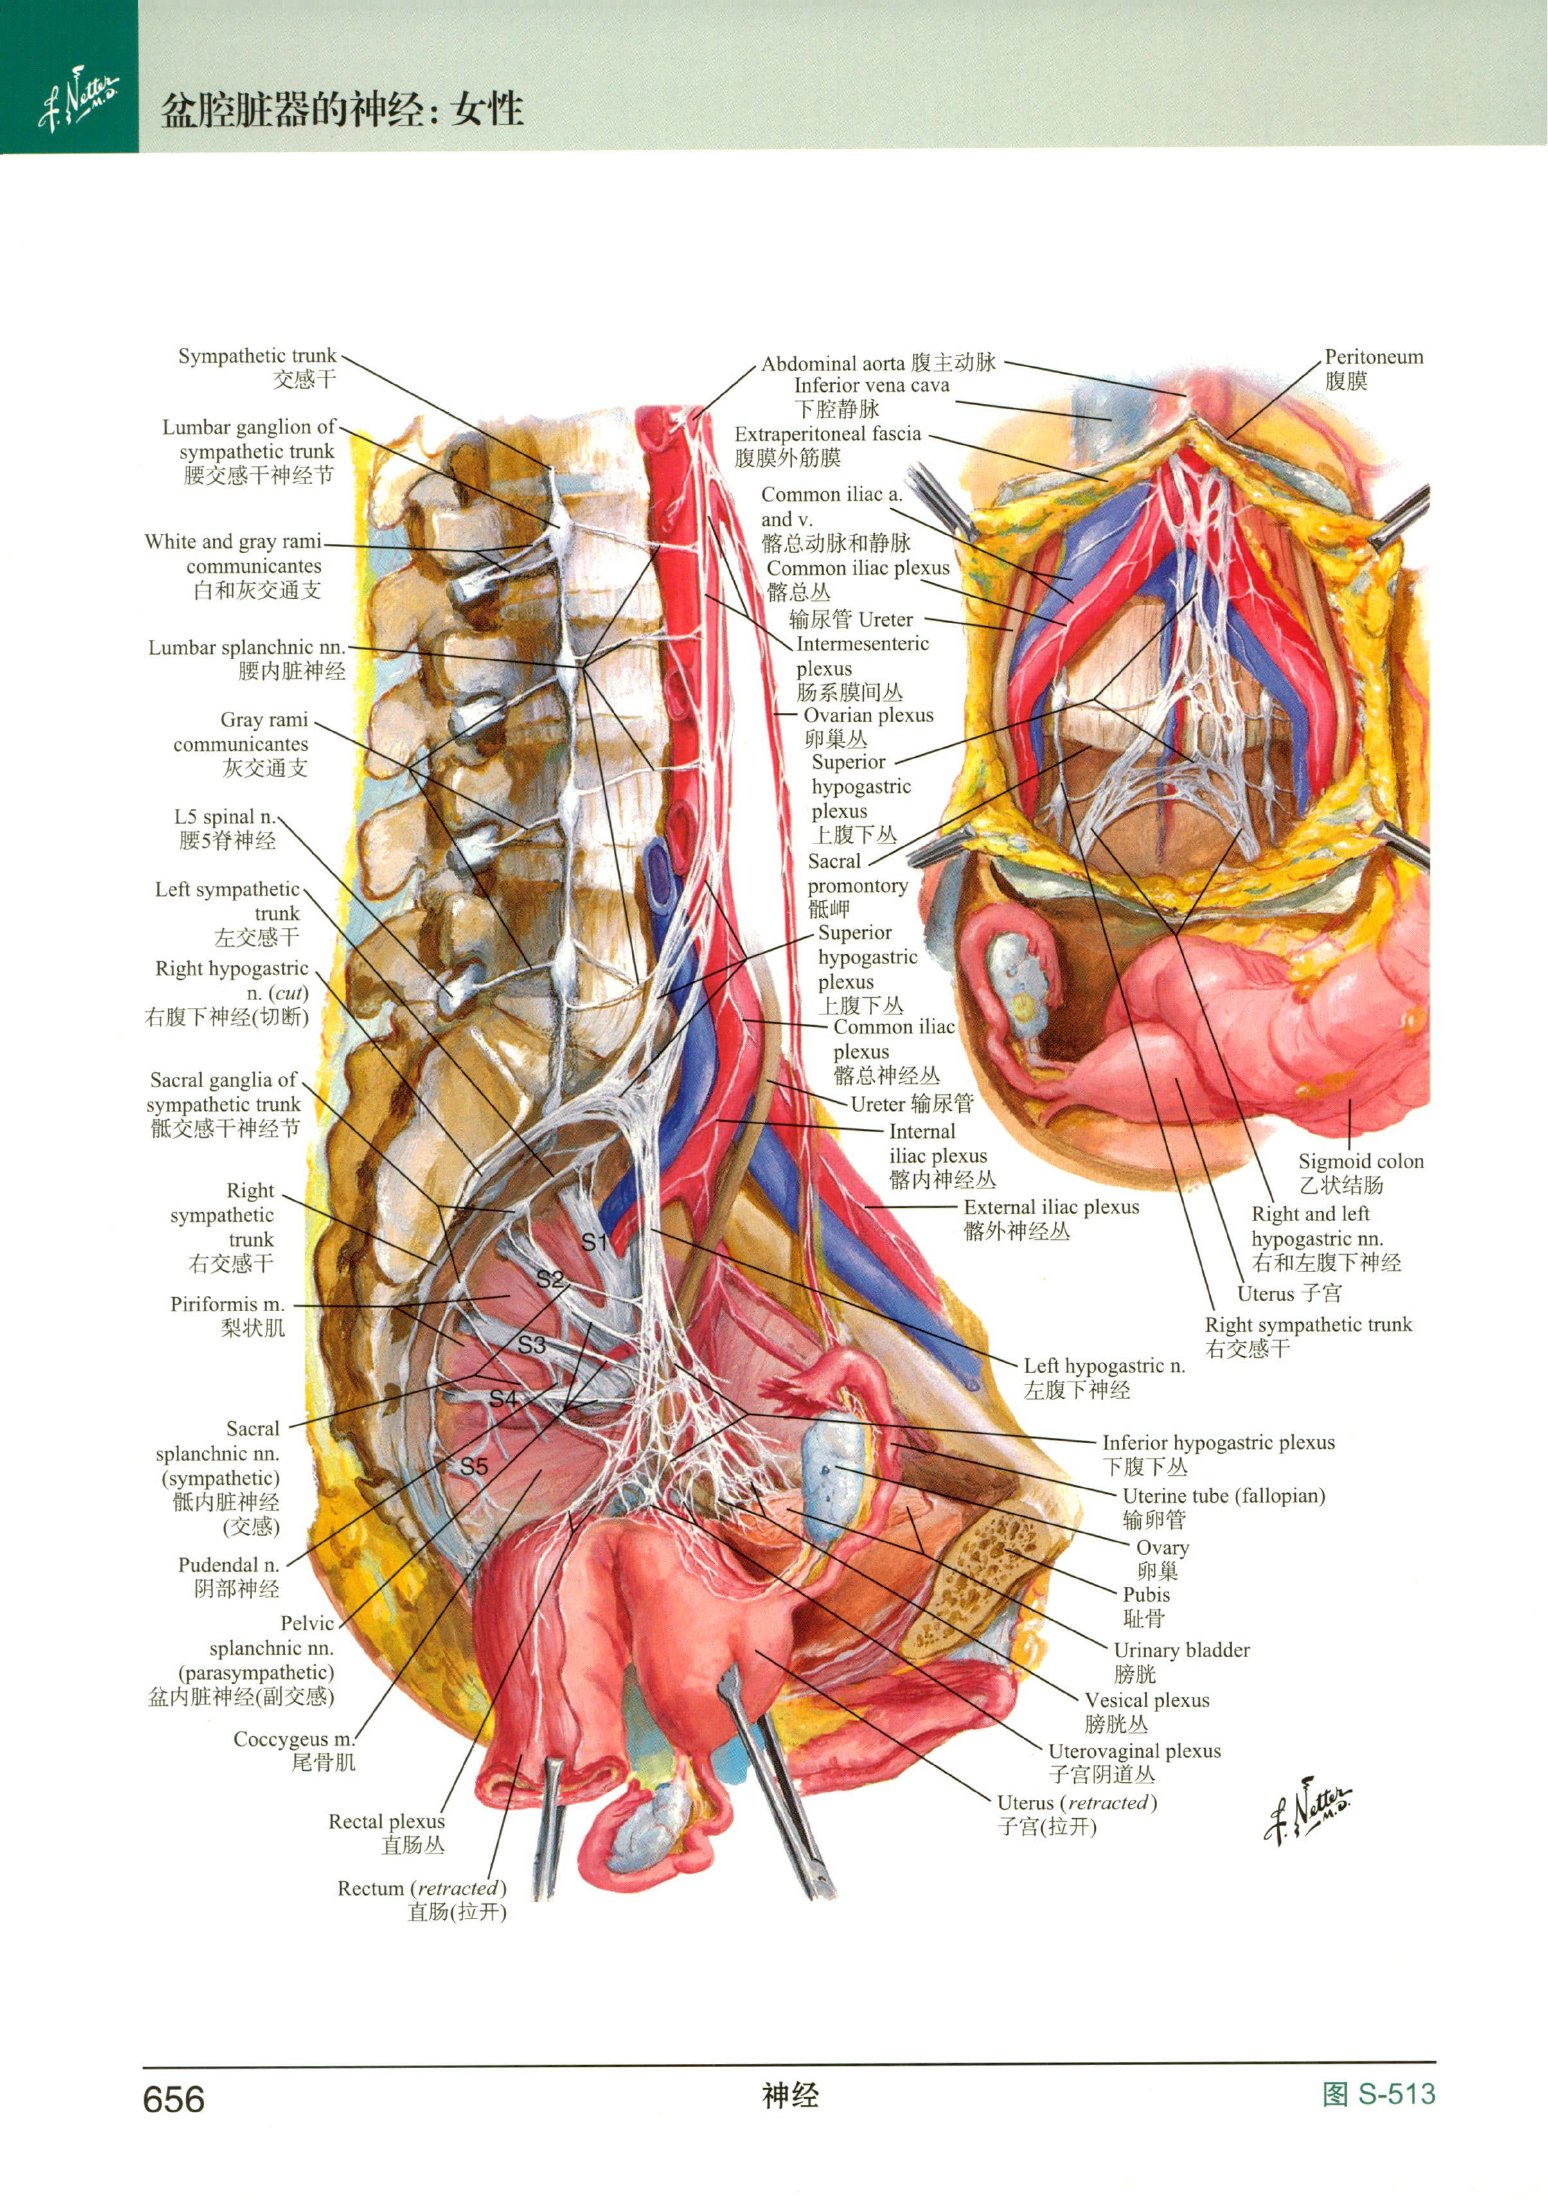 F. Netter
M.D.
盆腔脏器的神经: 女性
Sympathetic trunk
交感干
Lumbar ganglion of
sympathetic trunk
腰交感干神经节
White and gray rami
communicantes
白和灰交通支
Lumbar splanchnic nn.
腰内脏神经
Gray rami
communicantes
灰交通支
L5 spinal n.
腰5脊神经
Left sympathetic
trunk
左交感干
Right hypogastric
n. (cut)
右腹下神经(切断)
Sacral ganglia of
sympathetic trunk
骶交感干神经节
Right
sympathetic
trunk
右交感干
Piriformis m.
梨状肌
Sacral
splanchnic nn.
(sympathetic)
骶内脏神经
(交感)
Pudendal n.
阴部神经
Pelvic
splanchnic nn.
(parasympathetic)
盆内脏神经(副交感)
Coccygeus m.
尾骨肌
Rectal plexus
直肠丛
Rectum (retracted)
直肠(拉开)
S1
S2
S3
S4
S5
Abdominal aorta 腹主动脉
Inferior vena cava
下腔静脉
Extraperitoneal fascia
腹膜外筋膜
Common iliac a.
and v.
髂总动脉和静脉
Common iliac plexus
髂总丛
输尿管 Ureter
Intermesenteric
plexus
肠系膜间丛
Ovarian plexus
卵巢丛
Superior
hypogastric
plexus
上腹下丛
Sacral
promontory
骶岬
Superior
hypogastric
plexus
上腹下丛
Common iliac
plexus
髂总神经丛
Ureter 输尿管
Internal
iliac plexus
髂内神经丛
External iliac plexus
髂外神经丛
Peritoneum
腹膜
Sigmoid colon
乙状结肠
Right and left
hypogastric nn.
右和左腹下神经
Uterus 子宫
Right sympathetic trunk
右交感干
Left hypogastric n.
左腹下神经
Inferior hypogastric plexus
下腹下丛
Uterine tube (fallopian)
输卵管
Ovary
卵巢
Pubis
耻骨
Urinary bladder
膀胱
Vesical plexus
膀胱丛
Uterovaginal plexus
子宫阴道丛
Uterus (retracted)
子宫(拉开)
F. Netter
M.D.
656
神经
图 S-513